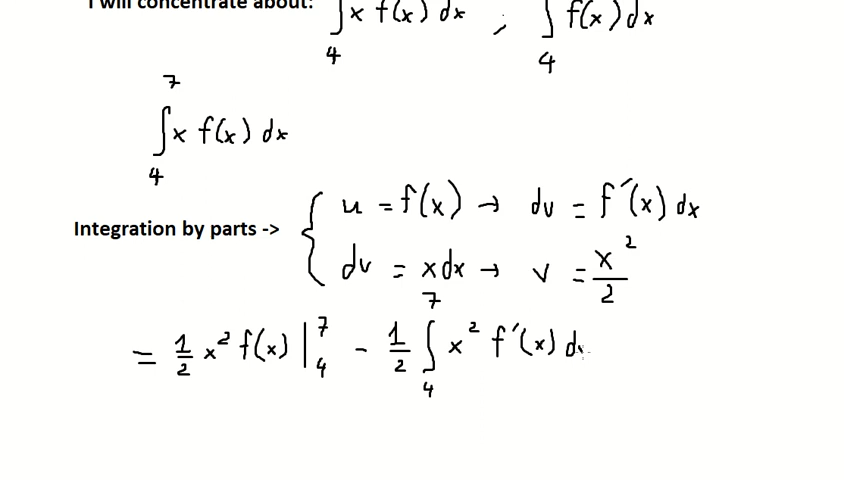 I will concentrate about: ∫₄ x f(x) dx , ∫₄ f(x) dx
∫₄⁷ x f(x) dx
Integration by parts -> { u = f(x) → du = f'(x) dx
dv = x dx → v = x²/2
= 1/2 x² f(x) |₄⁷ - 1/2 ∫₄⁷ x² f'(x) dx